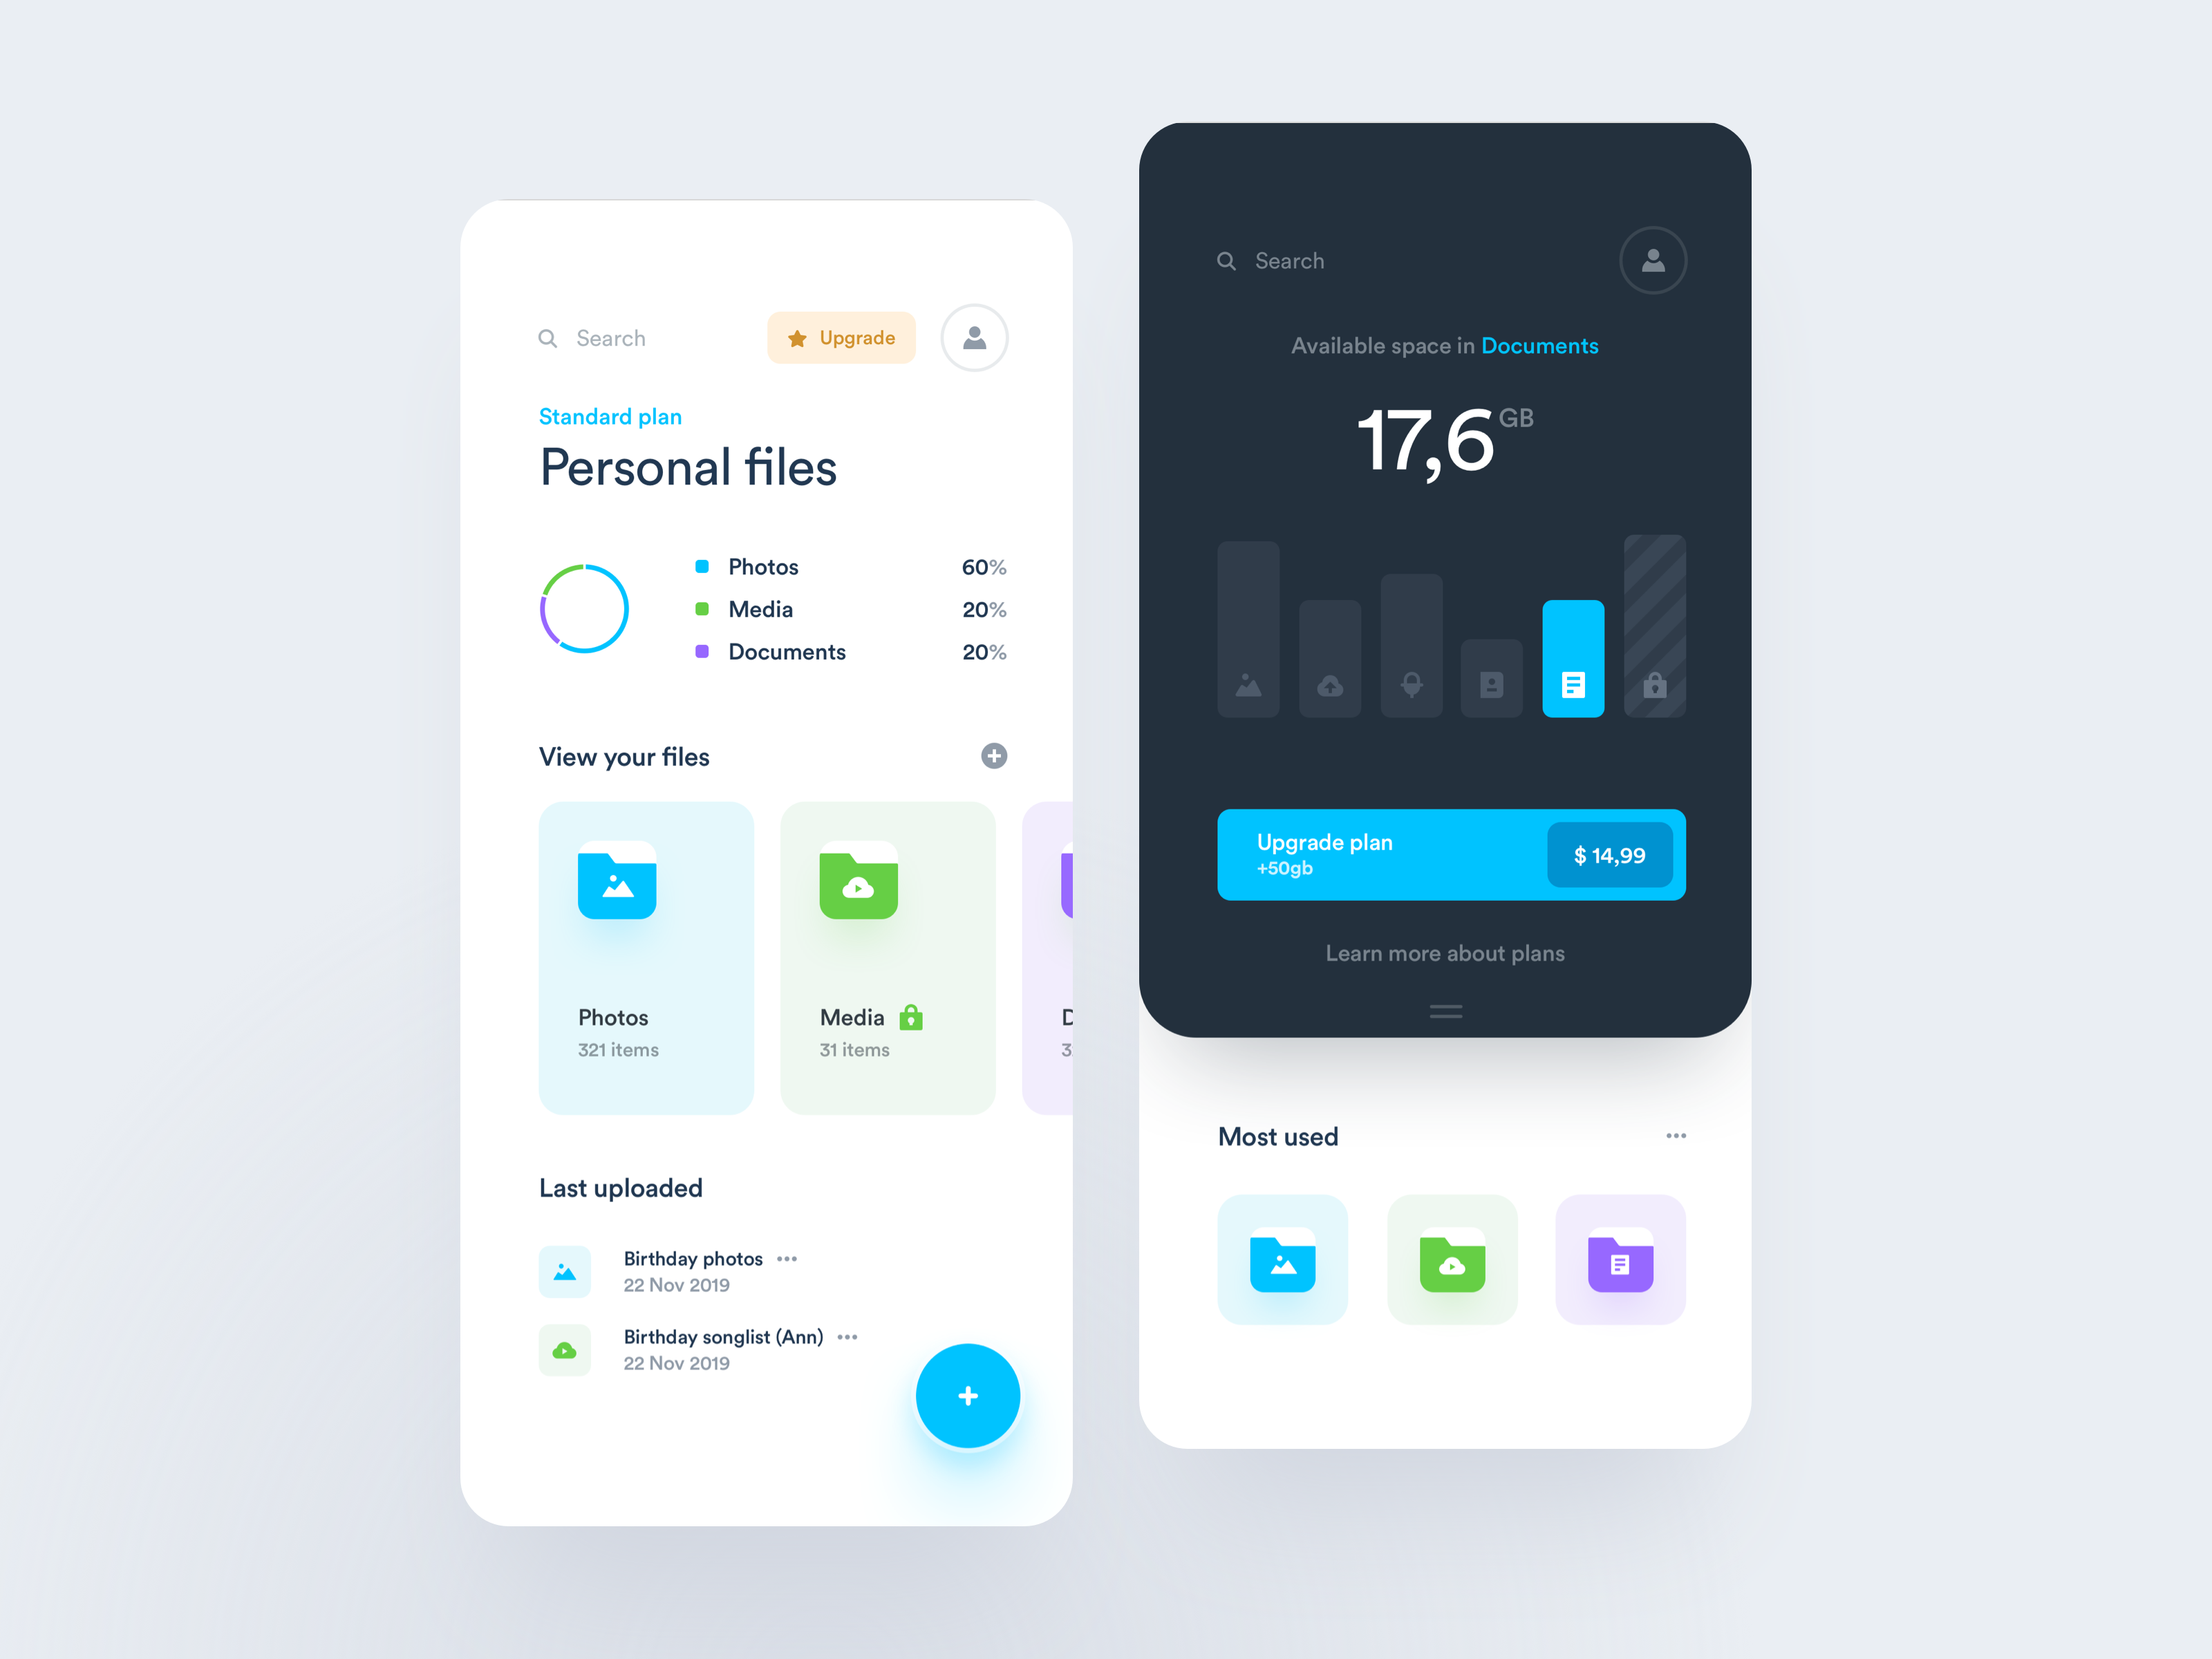 Search
Upgrade
Standard plan
Personal files
Photos 60%
Media 20%
Documents 20%
View your files
Photos
321 items
Media
31 items
D
3
Last uploaded
Birthday photos
22 Nov 2019
Birthday songlist (Ann)
22 Nov 2019
Search
Available space in Documents
17,6 GB
Upgrade plan
+50gb
$ 14,99
Learn more about plans
Most used